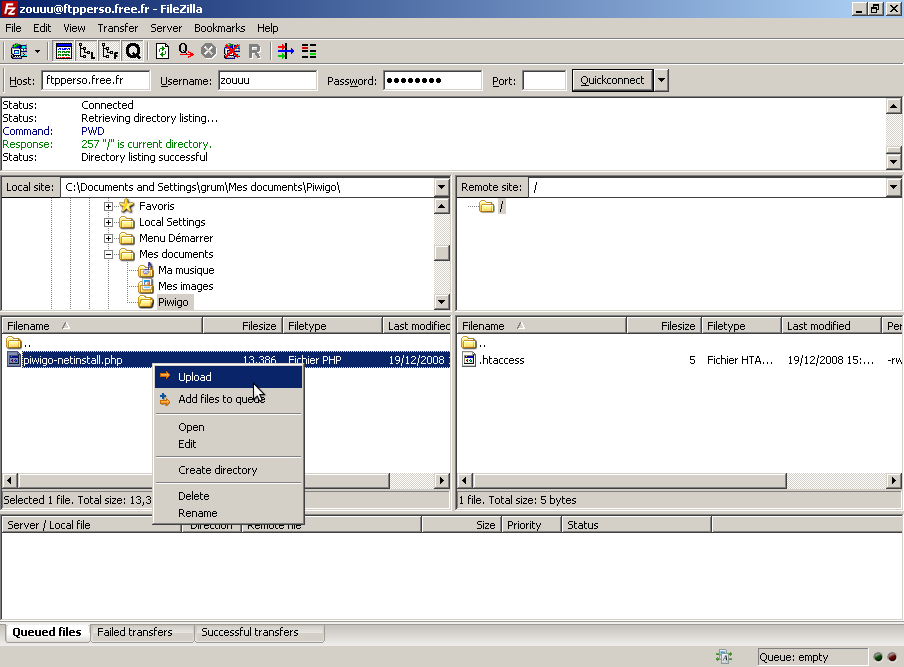 zouuu@ftpperso.free.fr - FileZilla
File Edit View Transfer Server Bookmarks Help
Host: ftpperso.free.fr Username: zouuu Password: ●●●●●●●● Port: Quickconnect
Status: Connected
Status: Retrieving directory listing...
Command: PWD
Response: 257 "/" is current directory.
Status: Directory listing successful
Local site: C:\Documents and Settings\grum\Mes documents\Piwigo\
Remote site: /
Favoris
/
Local Settings
Menu Démarrer
Mes documents
Ma musique
Mes images
Piwigo
Filename Filesize Filetype Last modified
Filename Filesize Filetype Last modified Per
..
..
piwigo-netinstall.php 13,386 Fichier PHP 19/12/2008
.htaccess 5 Fichier HTA... 19/12/2008 15:... -rw
Upload
Add files to queue
Open
Edit
Create directory
Delete
Rename
Selected 1 file. Total size: 13,3
1 file. Total size: 5 bytes
Server / Local file Direction Remote file Size Priority Status
Queued files Failed transfers Successful transfers
Queue: empty